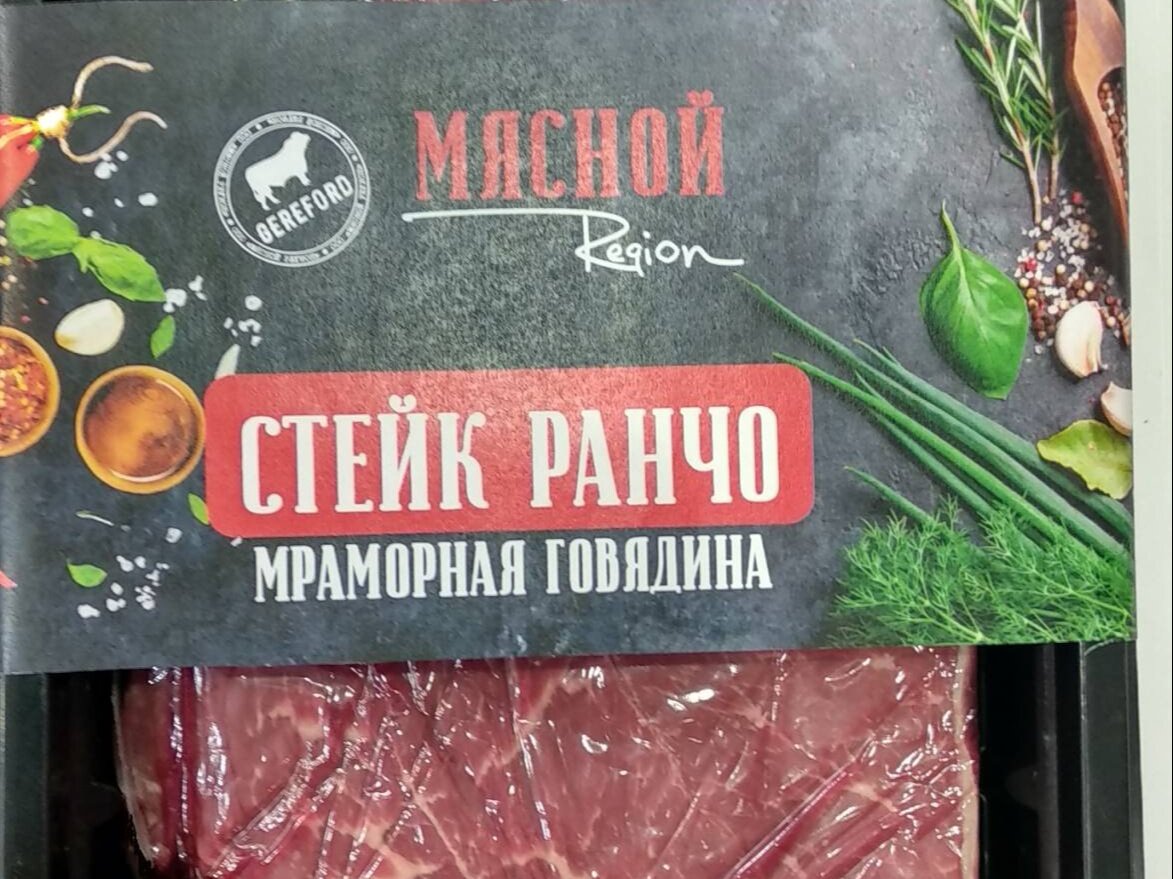 GEREFORD
МЯСНОЙ
Region
СТЕЙК РАНЧО
МРАМОРНАЯ ГОВЯДИНА